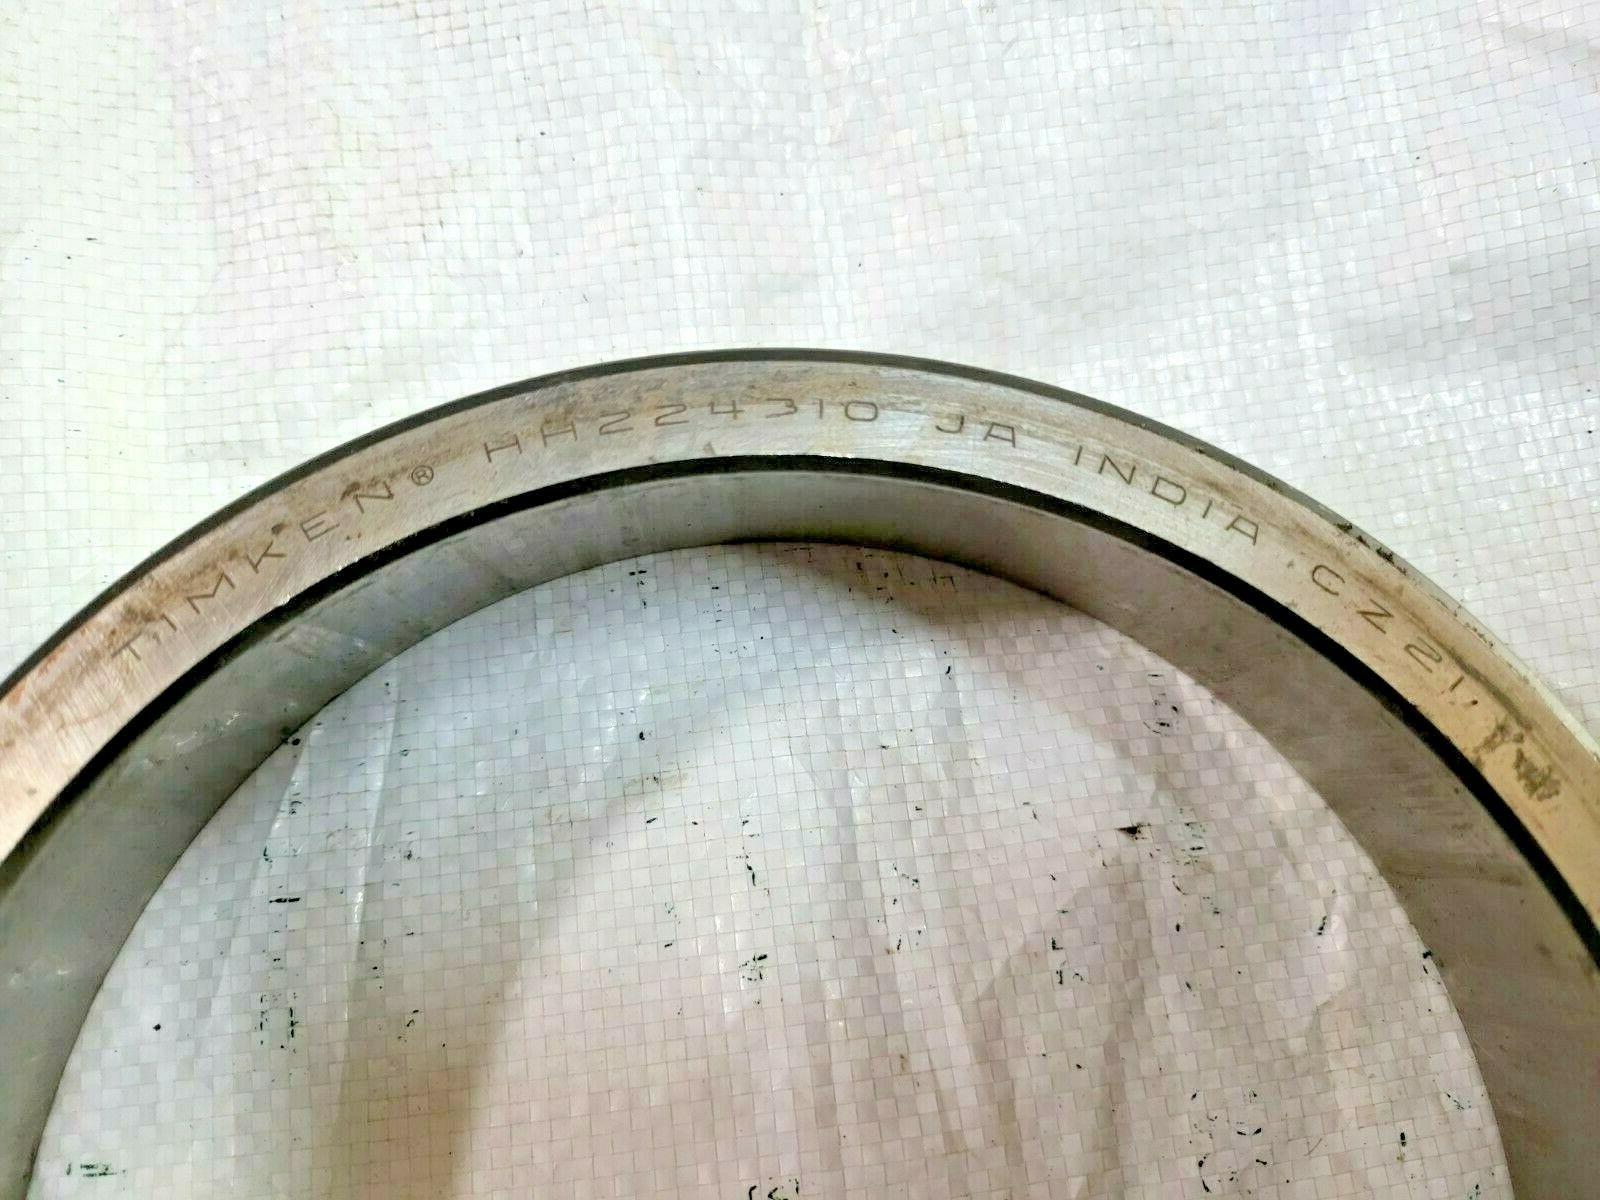 TIMKEN® HH224310 JA INDIA CZ21